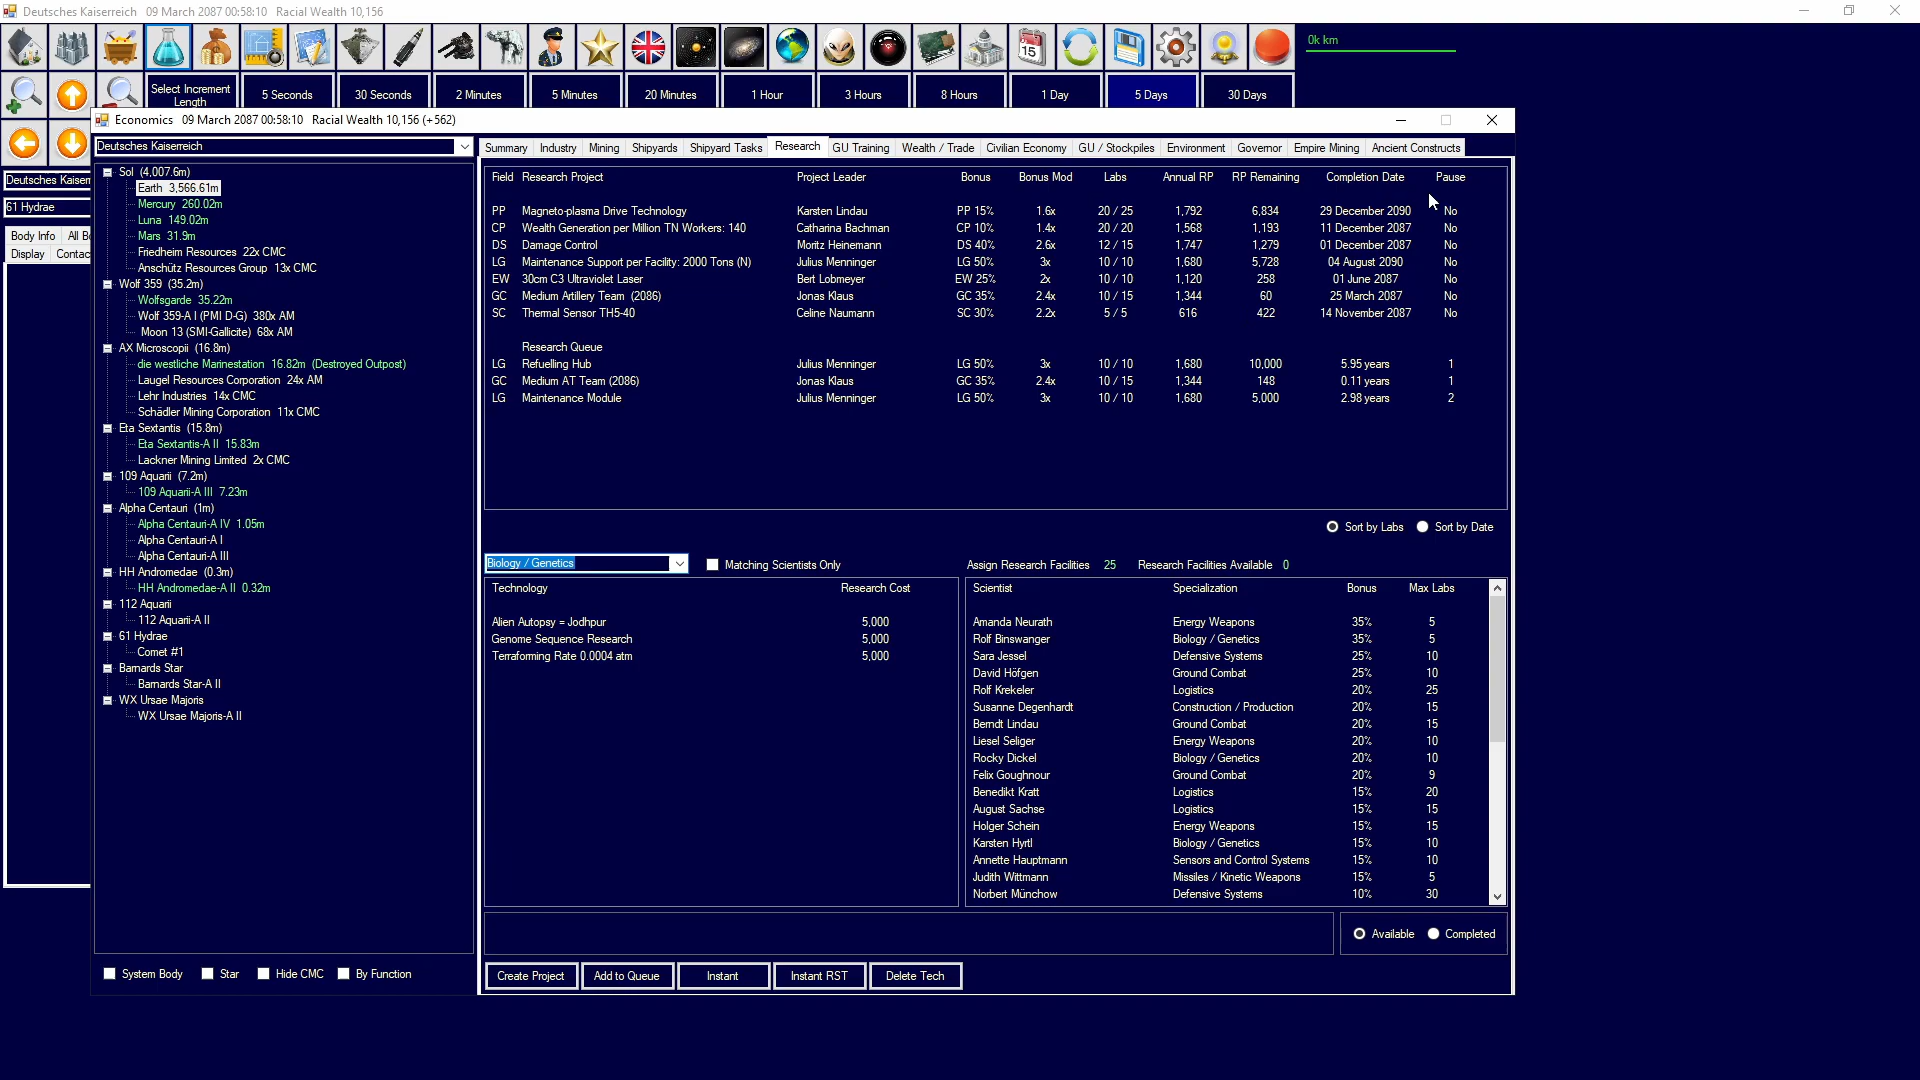 Deutsches Kaiserreich   09 March 2087 00:58:10   Racial Wealth 10,156
15
0k km
Select Increment Length
5 Seconds
30 Seconds
2 Minutes
5 Minutes
20 Minutes
1 Hour
3 Hours
8 Hours
1 Day
5 Days
30 Days
Economics   09 March 2087 00:58:10   Racial Wealth 10,156 (+562)
Deutsches Kaiserreich
Summary   Industry   Mining   Shipyards   Shipyard Tasks   Research   GU Training   Wealth / Trade   Civilian Economy   GU / Stockpiles   Environment   Governor   Empire Mining   Ancient Constructs
Deutsches Kaisern
61 Hydrae
Body Info   All B
Display   Contac
Sol  (4,007.6m)
Earth  3,566.61m
Mercury  260.02m
Luna  149.02m
Mars  31.9m
Friedheim Resources  22x CMC
Anschütz Resources Group  13x CMC
Wolf 359  (35.2m)
Wolfsgarde  35.22m
Wolf 359-A I (PMI D-G)  380x AM
Moon 13 (SMI-Gallicite)  68x AM
AX Microscopii  (16.8m)
die westliche Marinestation  16.82m  (Destroyed Outpost)
Laugel Resources Corporation  24x AM
Lehr Industries  14x CMC
Schädler Mining Corporation  11x CMC
Eta Sextantis  (15.8m)
Eta Sextantis-A II  15.83m
Lackner Mining Limited  2x CMC
109 Aquarii  (7.2m)
109 Aquarii-A III  7.23m
Alpha Centauri  (1m)
Alpha Centauri-A IV  1.05m
Alpha Centauri-A I
Alpha Centauri-A III
HH Andromedae  (0.3m)
HH Andromedae-A II  0.32m
112 Aquarii
112 Aquarii-A II
61 Hydrae
Comet #1
Barnards Star
Barnards Star-A II
WX Ursae Majoris
WX Ursae Majoris-A II
System Body   Star   Hide CMC   By Function
Field   Research Project   Project Leader   Bonus   Bonus Mod   Labs   Annual RP   RP Remaining   Completion Date   Pause
PP   Magneto-plasma Drive Technology   Karsten Lindau   PP 15%   1.6x   20 / 25   1,792   6,834   29 December 2090   No
CP   Wealth Generation per Million TN Workers: 140   Catharina Bachman   CP 10%   1.4x   20 / 20   1,568   1,193   11 December 2087   No
DS   Damage Control   Moritz Heinemann   DS 40%   2.6x   12 / 15   1,747   1,279   01 December 2087   No
LG   Maintenance Support per Facility: 2000 Tons (N)   Julius Menninger   LG 50%   3x   10 / 10   1,680   5,728   04 August 2090   No
EW   30cm C3 Ultraviolet Laser   Bert Lobmeyer   EW 25%   2x   10 / 10   1,120   258   01 June 2087   No
GC   Medium Artillery Team  (2086)   Jonas Klaus   GC 35%   2.4x   10 / 15   1,344   60   25 March 2087   No
SC   Thermal Sensor TH5-40   Celine Naumann   SC 30%   2.2x   5 / 5   616   422   14 November 2087   No
Research Queue
LG   Refuelling Hub   Julius Menninger   LG 50%   3x   10 / 10   1,680   10,000   5.95 years   1
GC   Medium AT Team (2086)   Jonas Klaus   GC 35%   2.4x   10 / 15   1,344   148   0.11 years   1
LG   Maintenance Module   Julius Menninger   LG 50%   3x   10 / 10   1,680   5,000   2.98 years   2
Sort by Labs   Sort by Date
Biology / Genetics   Matching Scientists Only   Assign Research Facilities   25   Research Facilities Available   0
Technology   Research Cost
Alien Autopsy = Jodhpur   5,000
Genome Sequence Research   5,000
Terraforming Rate 0.0004 atm   5,000
Scientist   Specialization   Bonus   Max Labs
Amanda Neurath   Energy Weapons   35%   5
Rolf Binswanger   Biology / Genetics   35%   5
Sara Jessel   Defensive Systems   25%   10
David Höfgen   Ground Combat   25%   10
Rolf Krekeler   Logistics   20%   25
Susanne Degenhardt   Construction / Production   20%   15
Berndt Lindau   Ground Combat   20%   15
Liesel Seliger   Energy Weapons   20%   10
Rocky Dickel   Biology / Genetics   20%   10
Felix Goughnour   Ground Combat   20%   9
Benedikt Kratt   Logistics   15%   20
August Sachse   Logistics   15%   15
Holger Schein   Energy Weapons   15%   15
Karsten Hyrtl   Biology / Genetics   15%   10
Annette Hauptmann   Sensors and Control Systems   15%   10
Judith Wittmann   Missiles / Kinetic Weapons   15%   5
Norbert Münchow   Defensive Systems   10%   30
Available   Completed
Create Project   Add to Queue   Instant   Instant RST   Delete Tech